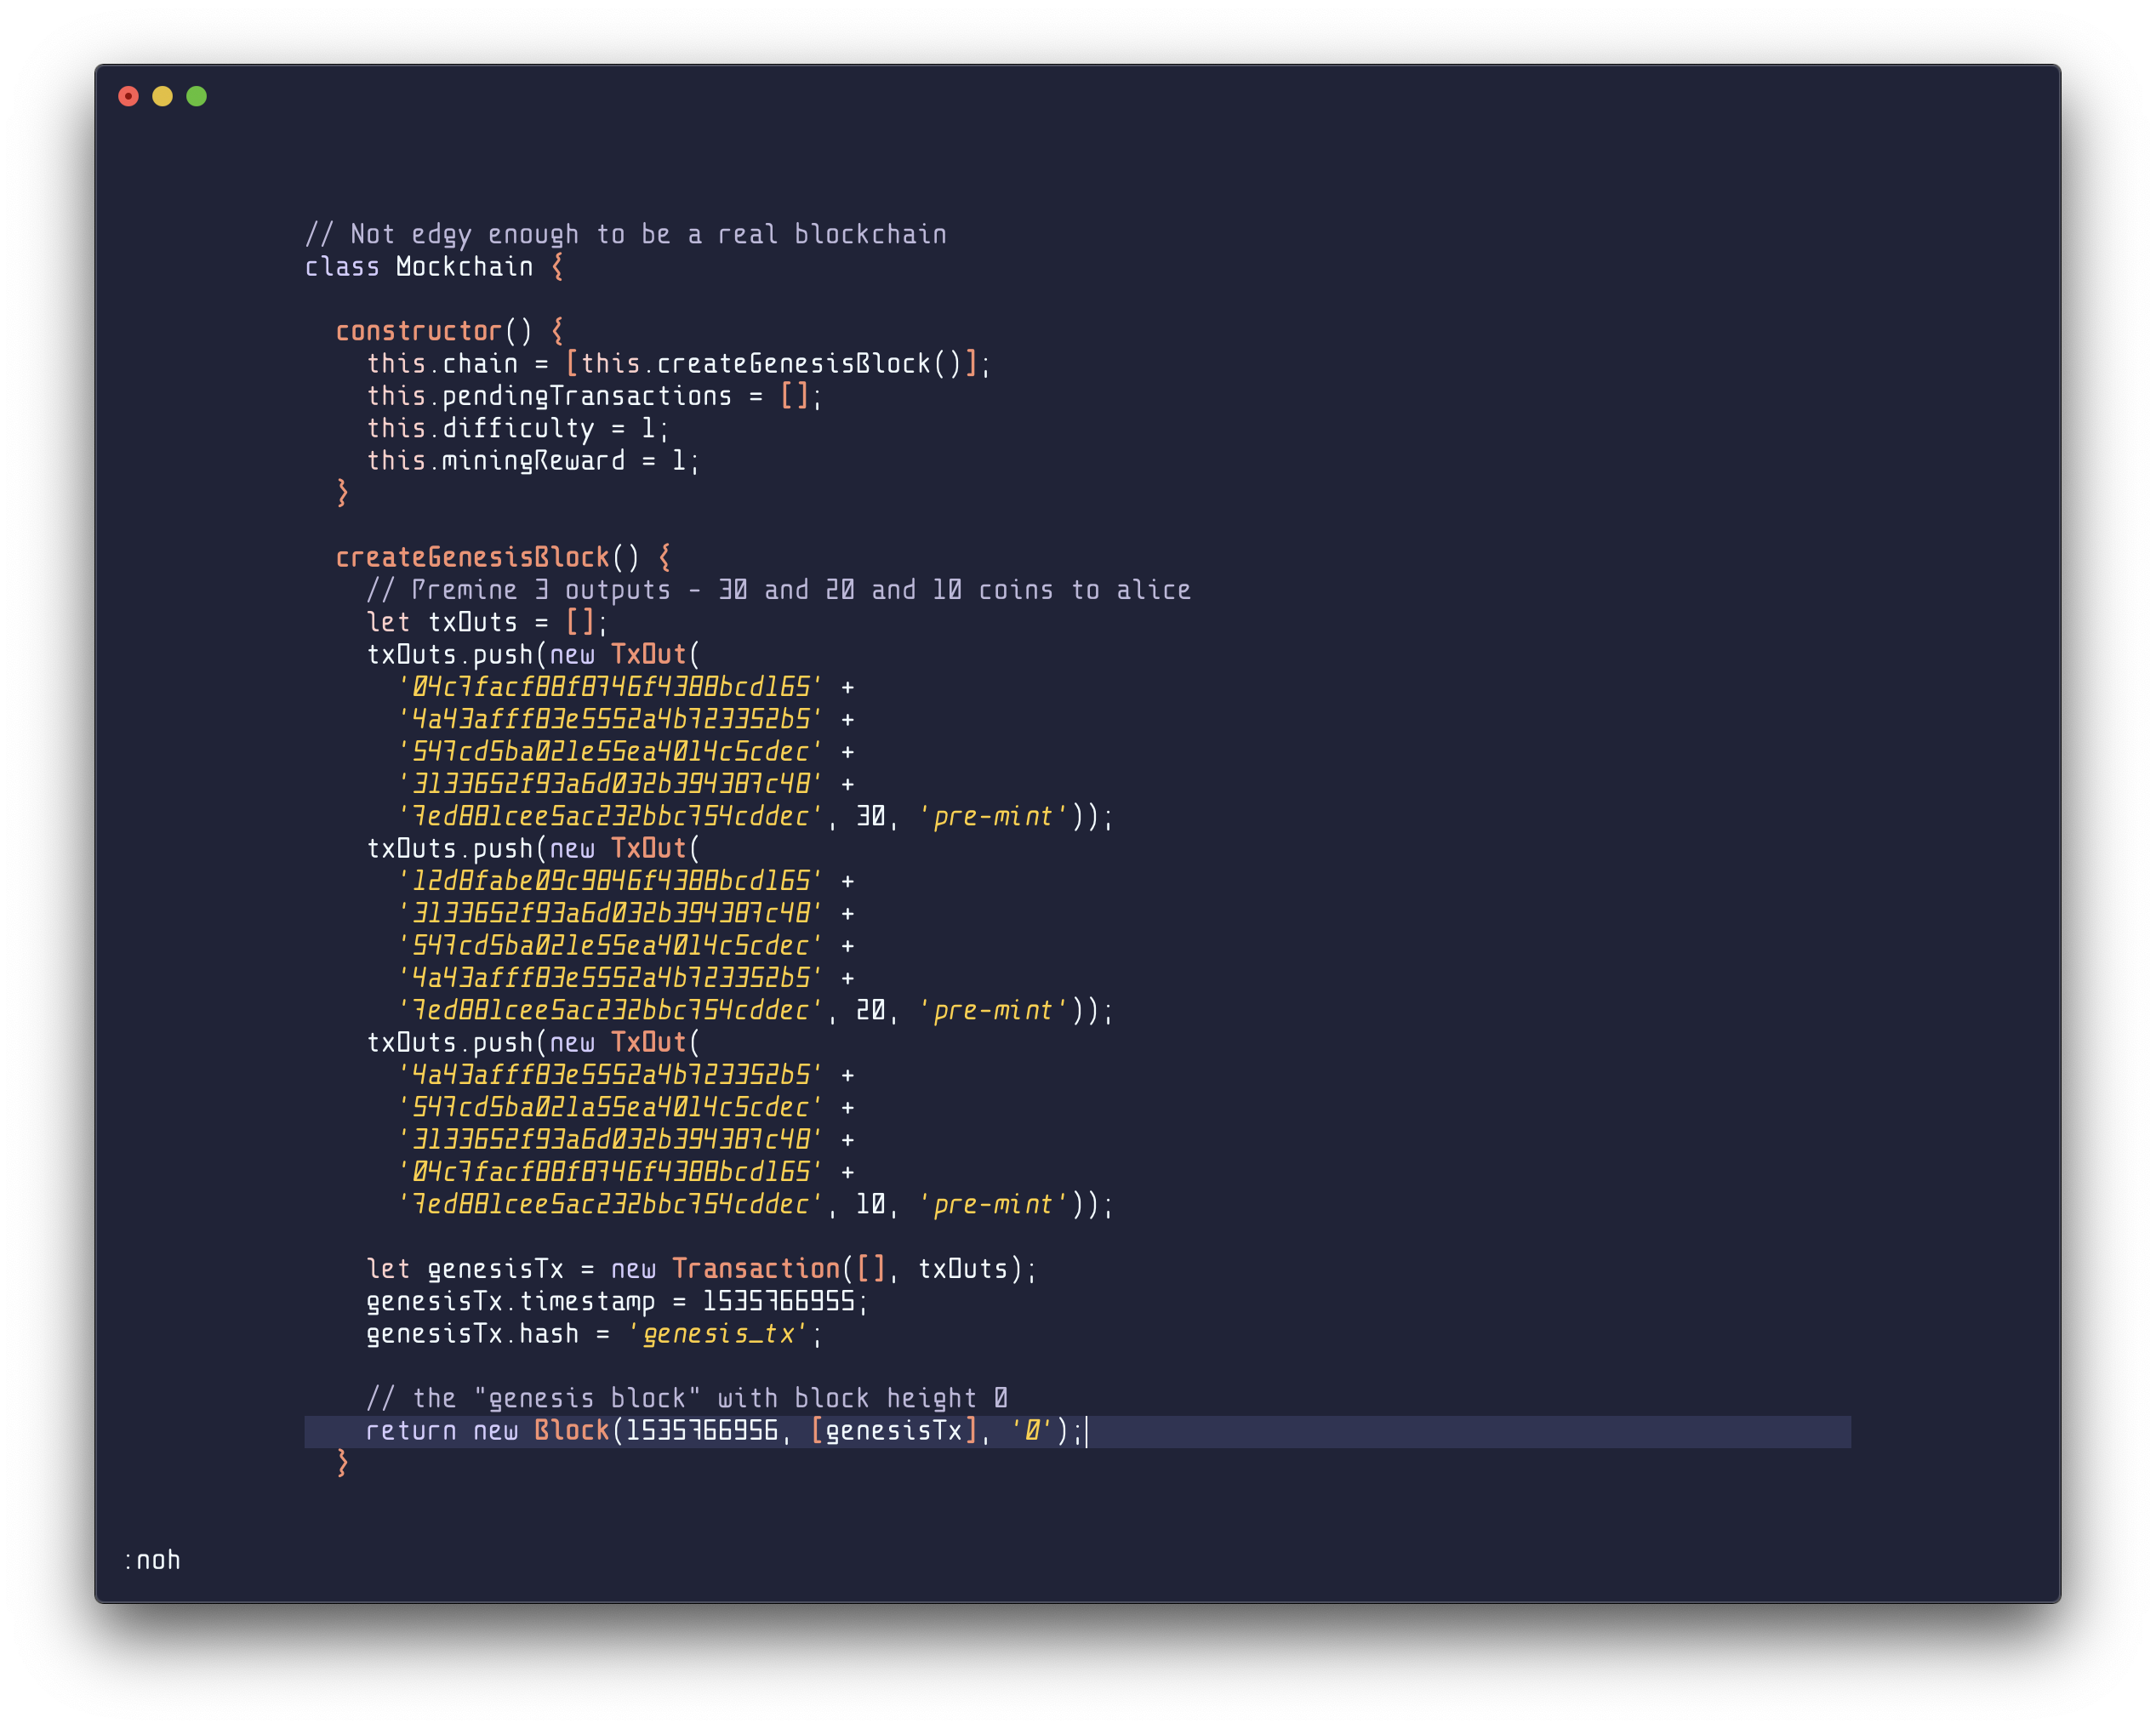 // Not edgy enough to be a real blockchain
class Mockchain {
constructor() {
this.chain = [this.createGenesisBlock()];
this.pendingTransactions = [];
this.difficulty = 1;
this.miningReward = 1;
}
createGenesisBlock() {
// Premine 3 outputs - 30 and 20 and 10 coins to alice
let txOuts = [];
txOuts.push(new TxOut(
'04c7facf88f8746f4388bcd165' +
'4a43afff83e5552a4b723352b5' +
'547cd5ba021e55ea4014c5cdec' +
'3133652f93a6d032b394387c48' +
'7ed881cee5ac232bbc754cddec', 30, 'pre-mint'));
txOuts.push(new TxOut(
'12d8fabe09c9846f4388bcd165' +
'3133652f93a6d032b394387c48' +
'547cd5ba021e55ea4014c5cdec' +
'4a43afff83e5552a4b723352b5' +
'7ed881cee5ac232bbc754cddec', 20, 'pre-mint'));
txOuts.push(new TxOut(
'4a43afff83e5552a4b723352b5' +
'547cd5ba021a55ea4014c5cdec' +
'3133652f93a6d032b394387c48' +
'04c7facf88f8746f4388bcd165' +
'7ed881cee5ac232bbc754cddec', 10, 'pre-mint'));
let genesisTx = new Transaction([], txOuts);
genesisTx.timestamp = 1535766955;
genesisTx.hash = 'genesis_tx';
// the "genesis block" with block height 0
return new Block(1535766956, [genesisTx], '0');
}
:noh